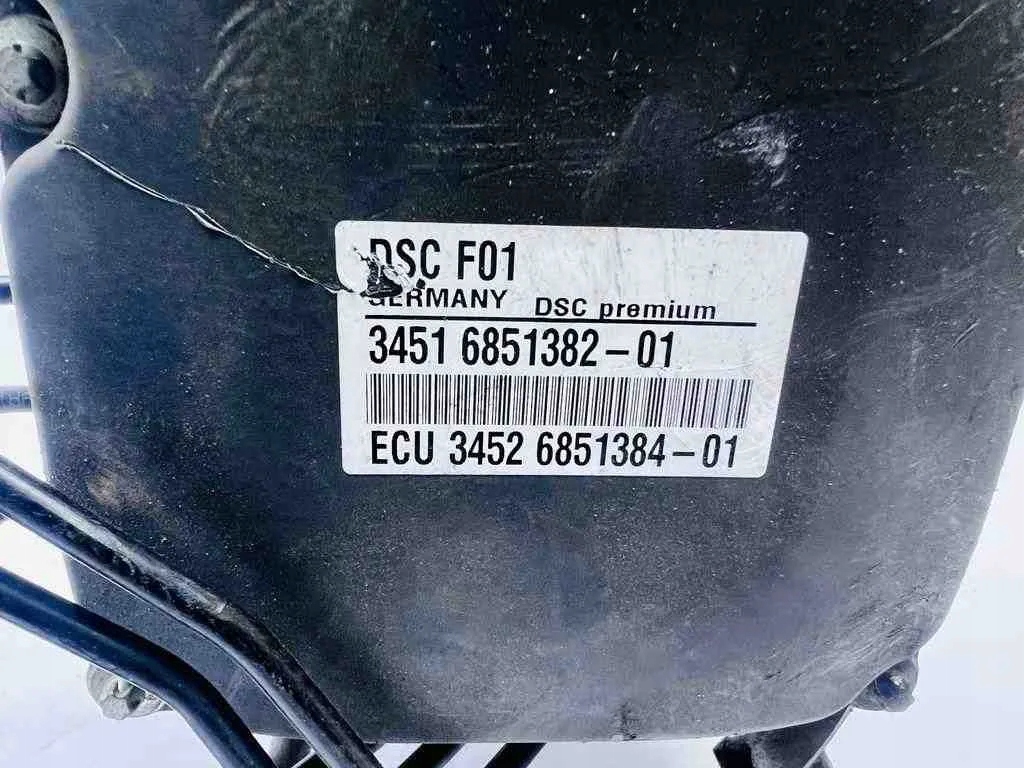 DSC F01
GERMANY DSC premium
3451 6851382-01
ECU 3452 6851384-01